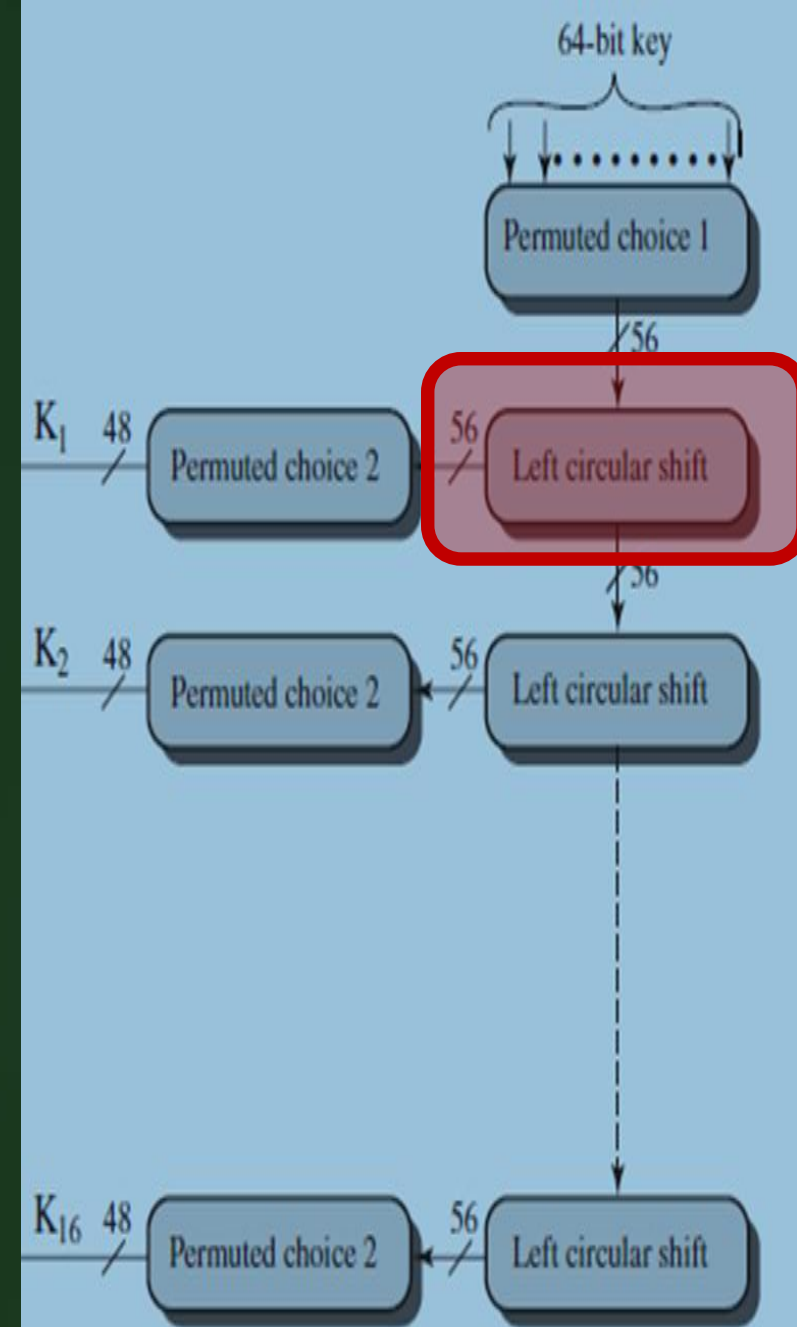 64-bit key
Permuted choice 1
56
K₁ 48 Permuted choice 2 56 Left circular shift
56
K₂ 48 Permuted choice 2 56 Left circular shift
K₁₆ 48 Permuted choice 2 56 Left circular shift